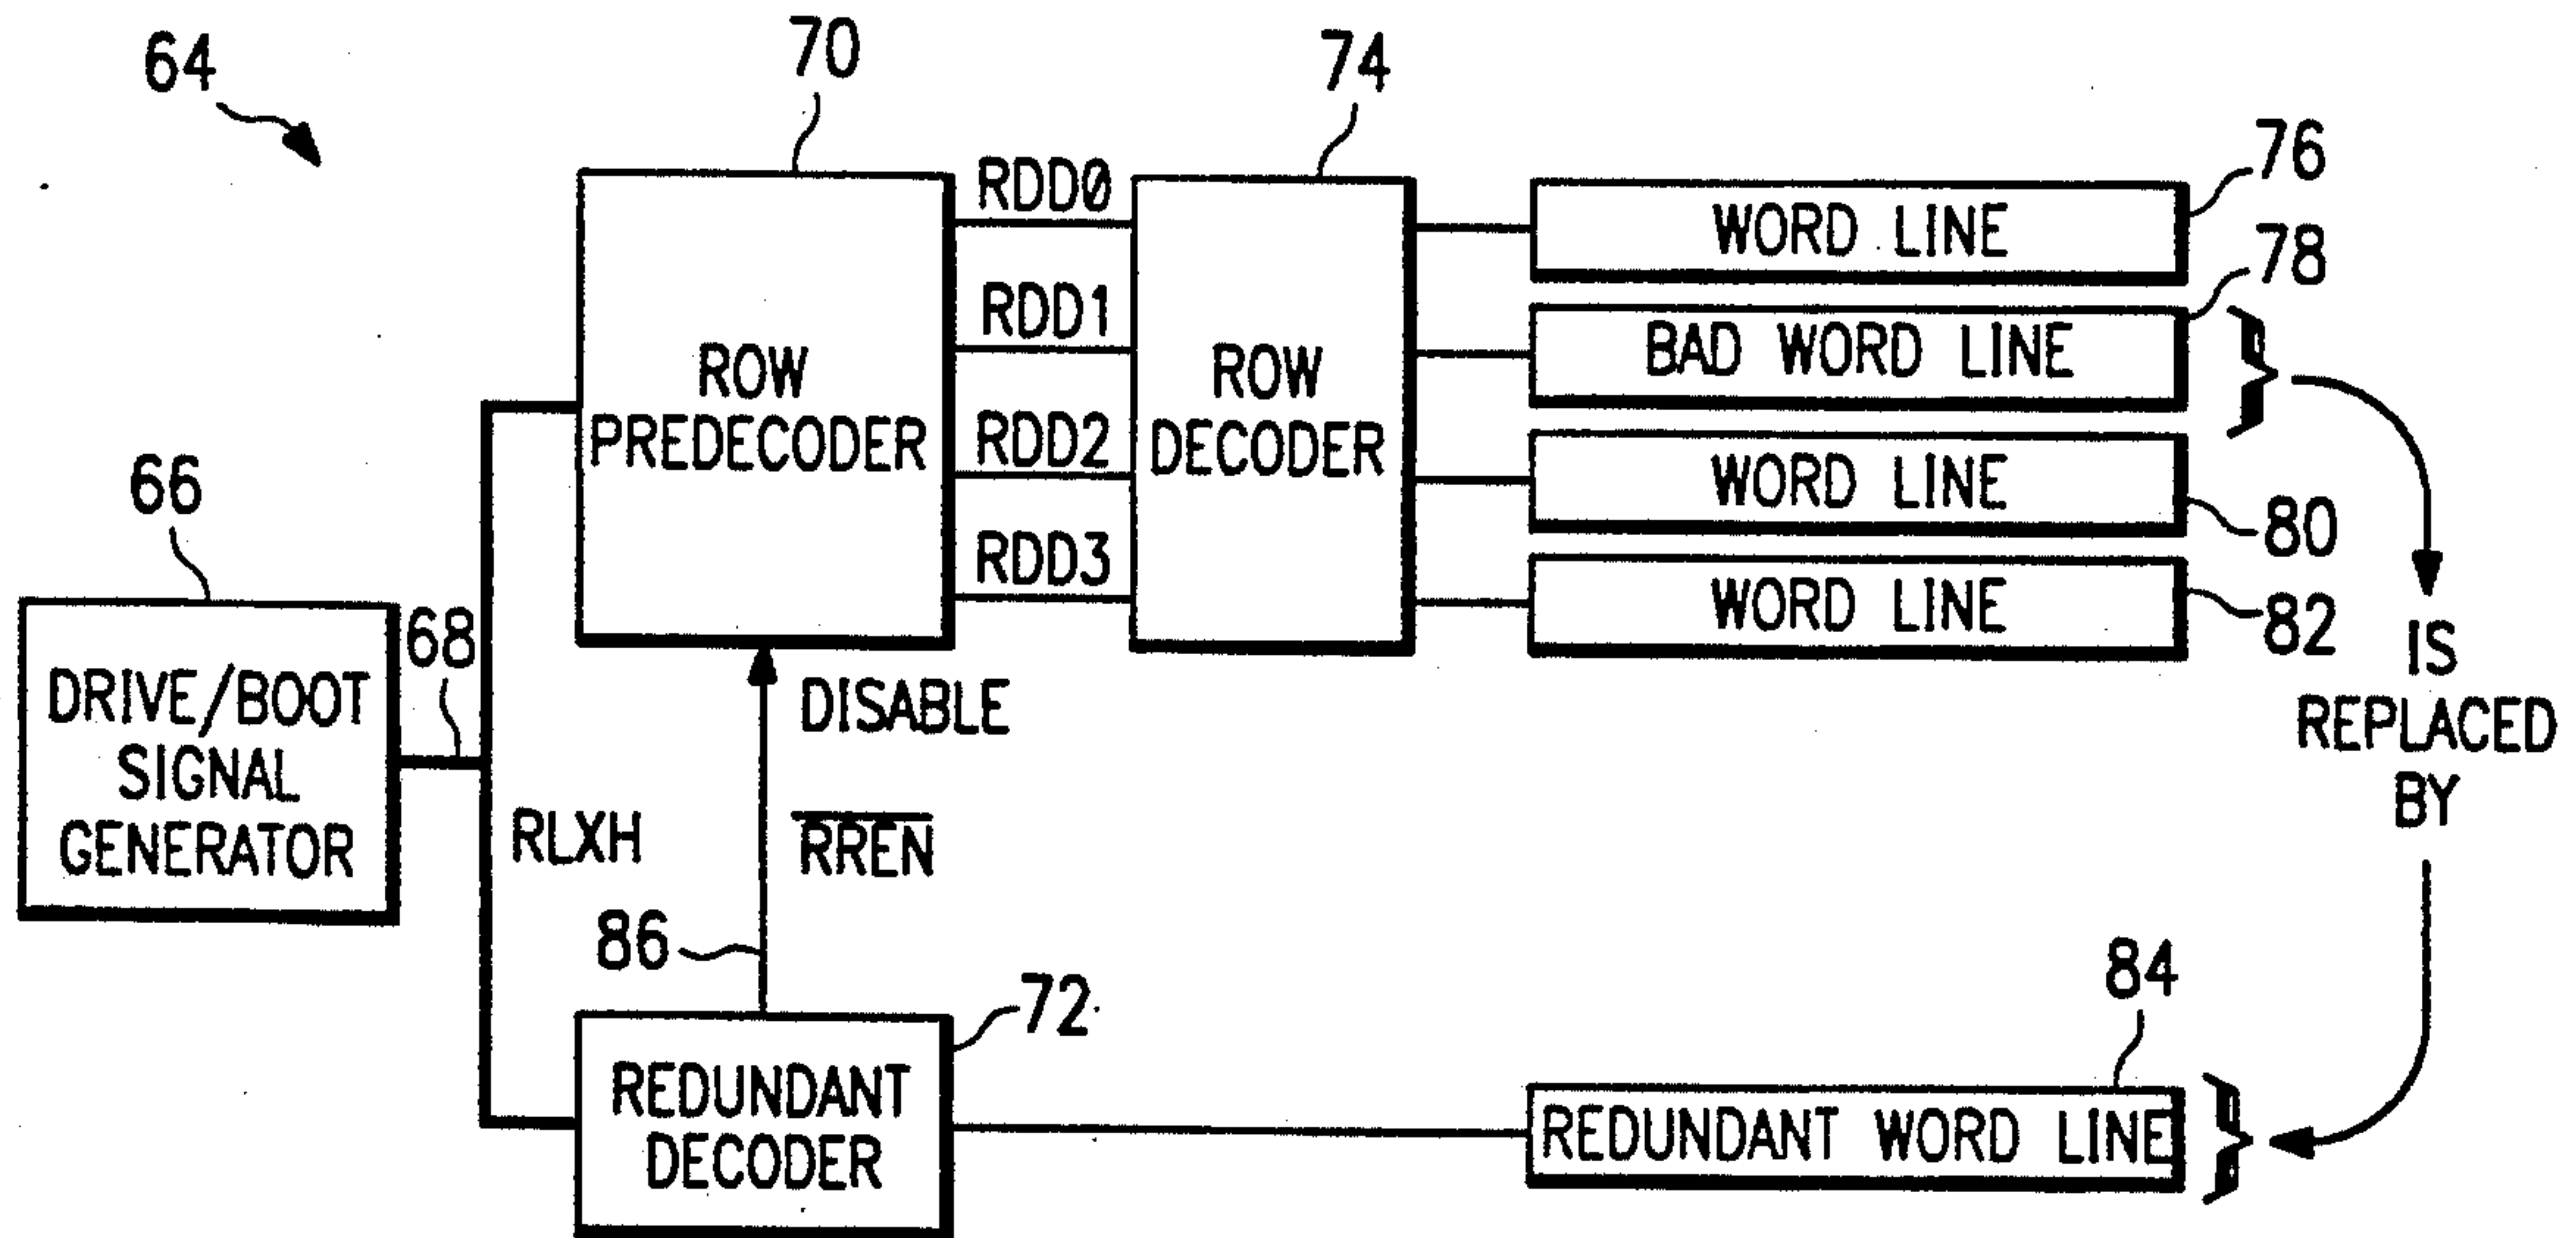 64
70
74
RDD0
RDD1
RDD2
RDD3
ROW
PREDECODER
ROW
DECODER
WORD LINE
76
BAD WORD LINE
78
WORD LINE
80
WORD LINE
82
IS
REPLACED
BY
66
68
DRIVE/BOOT
SIGNAL
GENERATOR
RLXH
DISABLE
R̅R̅E̅N̅
86
72
REDUNDANT
DECODER
84
REDUNDANT WORD LINE